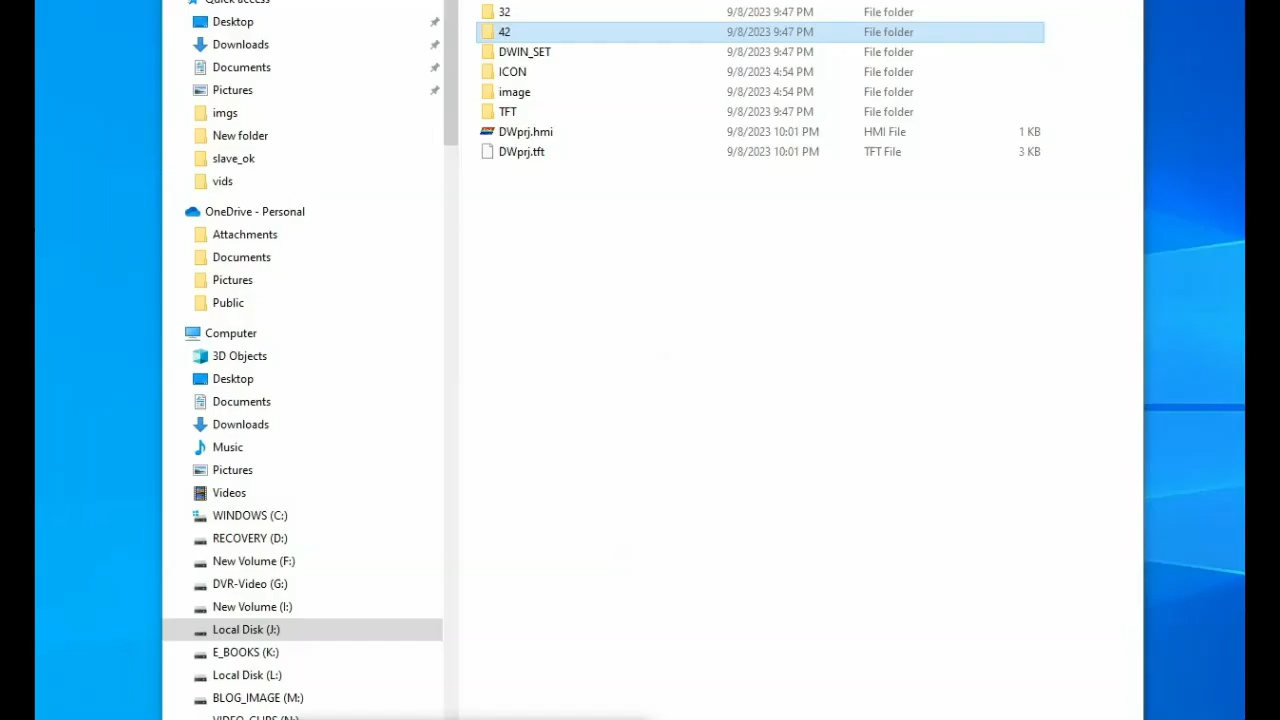 Quick access
Desktop
Downloads
Documents
Pictures
imgs
New folder
slave_ok
vids
OneDrive - Personal
Attachments
Documents
Pictures
Public
Computer
3D Objects
Desktop
Documents
Downloads
Music
Pictures
Videos
WINDOWS (C:)
RECOVERY (D:)
New Volume (F:)
DVR-Video (G:)
New Volume (I:)
Local Disk (J:)
E_BOOKS (K:)
Local Disk (L:)
BLOG_IMAGE (M:)
VIDEO_CLIPS (N:)
32 9/8/2023 9:47 PM File folder
42 9/8/2023 9:47 PM File folder
DWIN_SET 9/8/2023 9:47 PM File folder
ICON 9/8/2023 4:54 PM File folder
image 9/8/2023 4:54 PM File folder
TFT 9/8/2023 9:47 PM File folder
DWprj.hmi 9/8/2023 10:01 PM HMI File 1 KB
DWprj.tft 9/8/2023 10:01 PM TFT File 3 KB